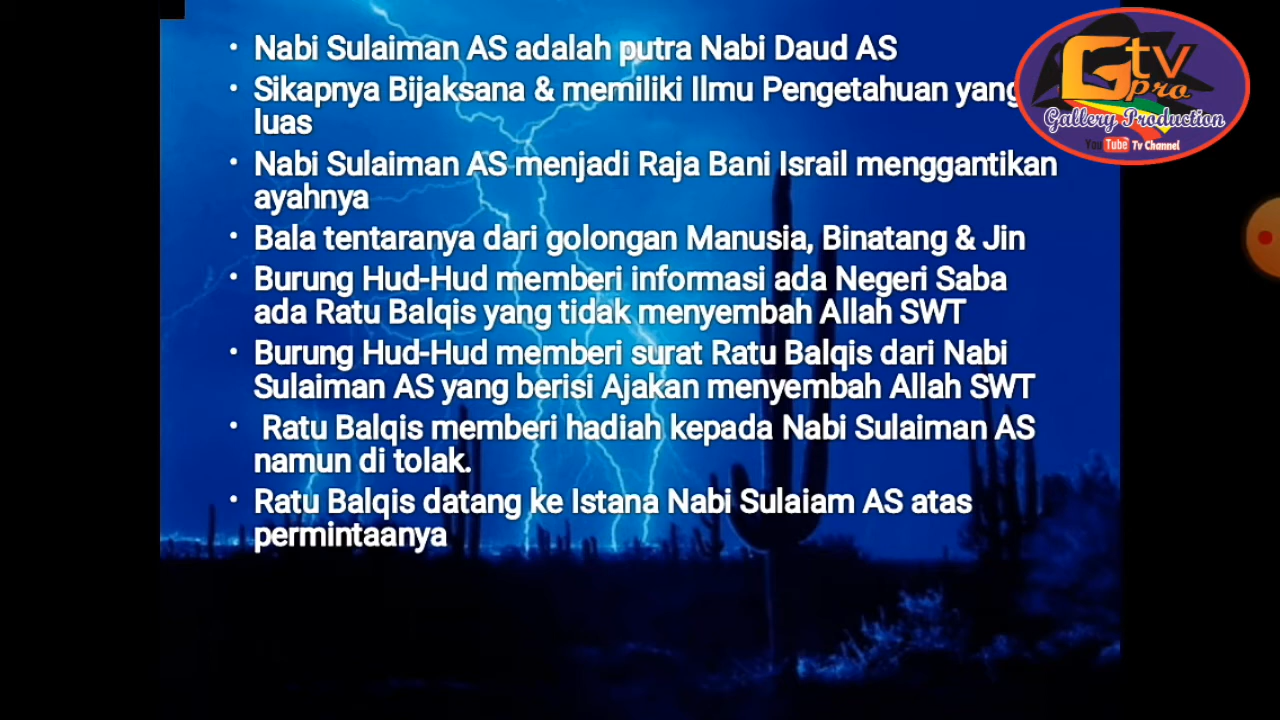 • Nabi Sulaiman AS adalah putra Nabi Daud AS
• Sikapnya Bijaksana & memiliki Ilmu Pengetahuan yang
luas
• Nabi Sulaiman AS menjadi Raja Bani Israil menggantikan
ayahnya
• Bala tentaranya dari golongan Manusia, Binatang & Jin
• Burung Hud-Hud memberi informasi ada Negeri Saba
ada Ratu Balqis yang tidak menyembah Allah SWT
• Burung Hud-Hud memberi surat Ratu Balqis dari Nabi
Sulaiman AS yang berisi Ajakan menyembah Allah SWT
• Ratu Balqis memberi hadiah kepada Nabi Sulaiman AS
namun di tolak.
• Ratu Balqis datang ke Istana Nabi Sulaiam AS atas
permintaanya
Gtv
pro
Gallery Production
YouTube Tv Channel